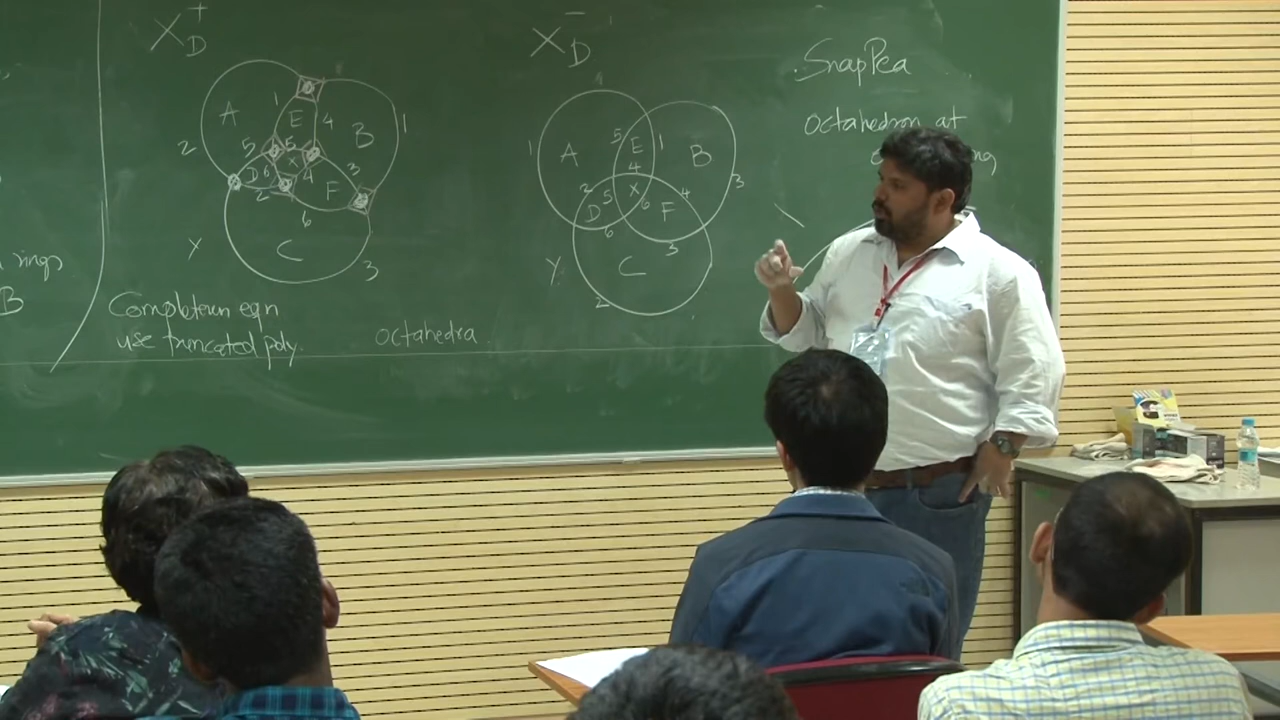 X_D^+
A
1
E
4
B
1
2
5
5
X
3
D
6
4
2
F
6
Y
C
3
Completeness eqn
use truncated poly.
octahedra
X_D^-
1
A
5
E
1
B
4
3
2
5
X
4
D
6
F
6
3
Y
C
2
SnapPea
octahedron at
ng
B